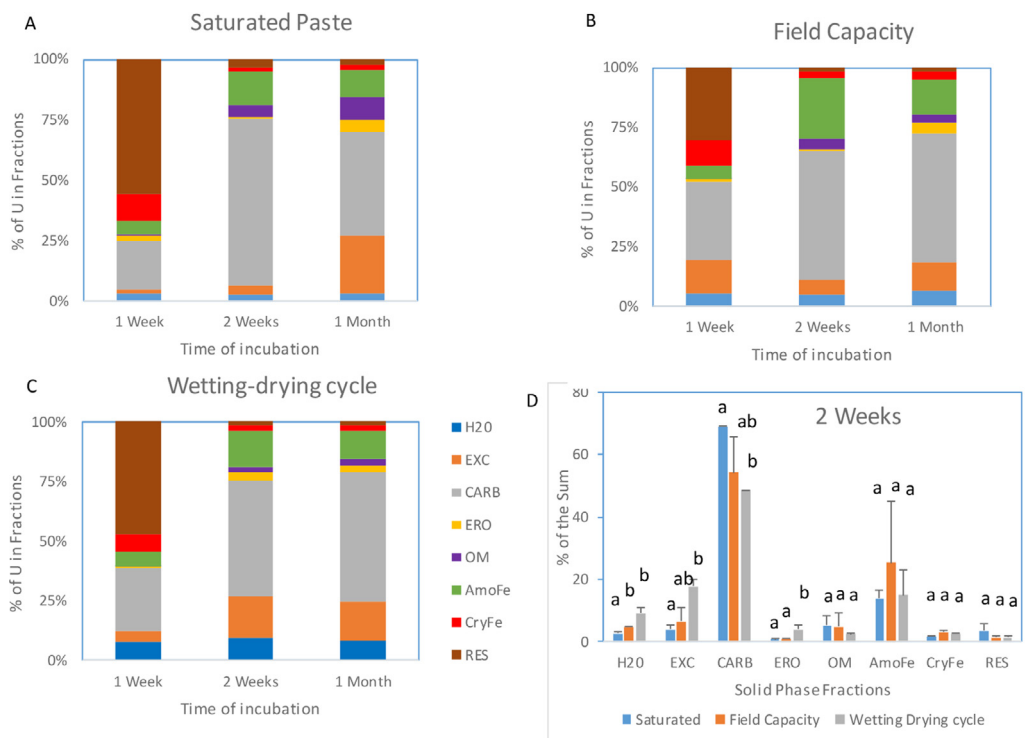 A
Saturated Paste
100%
75%
50%
25%
0%
% of U in Fractions
1 Week
2 Weeks
1 Month
Time of incubation
B
Field Capacity
100%
75%
50%
25%
0%
% of U in Fractions
1 Week
2 Weeks
1 Month
Time of incubation
C
Wetting-drying cycle
100%
75%
50%
25%
0%
% of U in Fractions
1 Week
2 Weeks
1 Month
Time of incubation
H20
EXC
CARB
ERO
OM
AmoFe
CryFe
RES
D
2 Weeks
80
60
40
20
0
% of the Sum
a b b
a ab b
a ab b
a a b
a a a
a a a
a a a
a a a
H20 EXC CARB ERO OM AmoFe CryFe RES
Solid Phase Fractions
Saturated Field Capacity Wetting Drying cycle